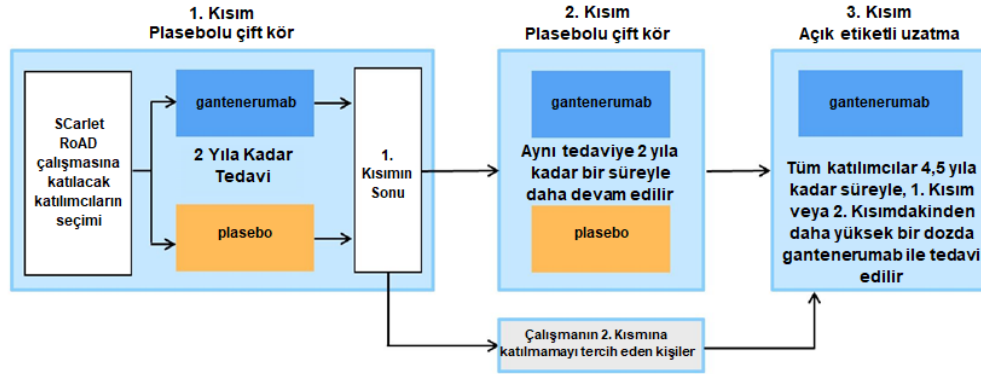 1. Kısım
Plasebolu çift kör
2. Kısım
Plasebolu çift kör
3. Kısım
Açık etiketli uzatma
SCarlet
RoAD
çalışmasına
katılacak
katılımcıların
seçimi
gantenerumab
2 Yıla Kadar
Tedavi
plasebo
1.
Kısımın
Sonu
gantenerumab
Aynı tedaviye 2 yıla
kadar bir süreyle
daha devam edilir
plasebo
gantenerumab
Tüm katılımcılar 4,5 yıla
kadar süreyle, 1. Kısım
veya 2. Kısımdakinden
daha yüksek bir dozda
gantenerumab ile tedavi
edilir
Çalışmanın 2. Kısmına
katılmamayı tercih eden kişiler